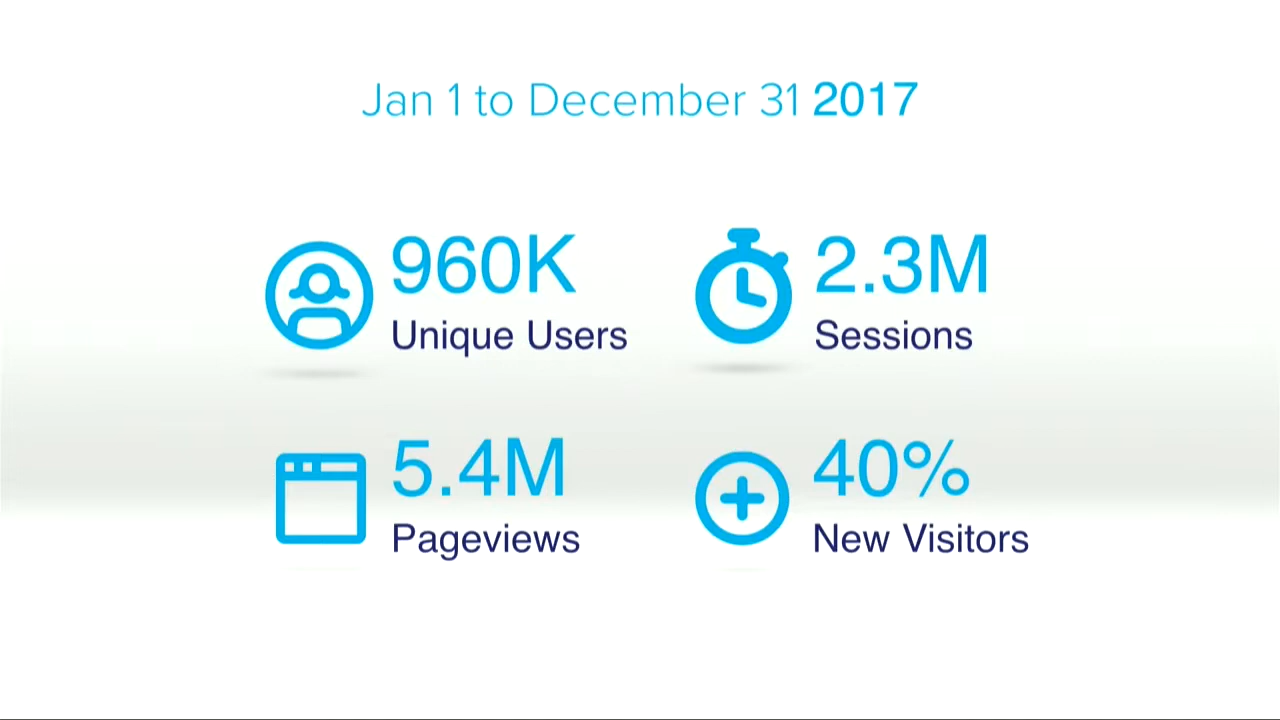 Jan 1 to December 31 2017
960K
Unique Users
2.3M
Sessions
5.4M
Pageviews
40%
New Visitors